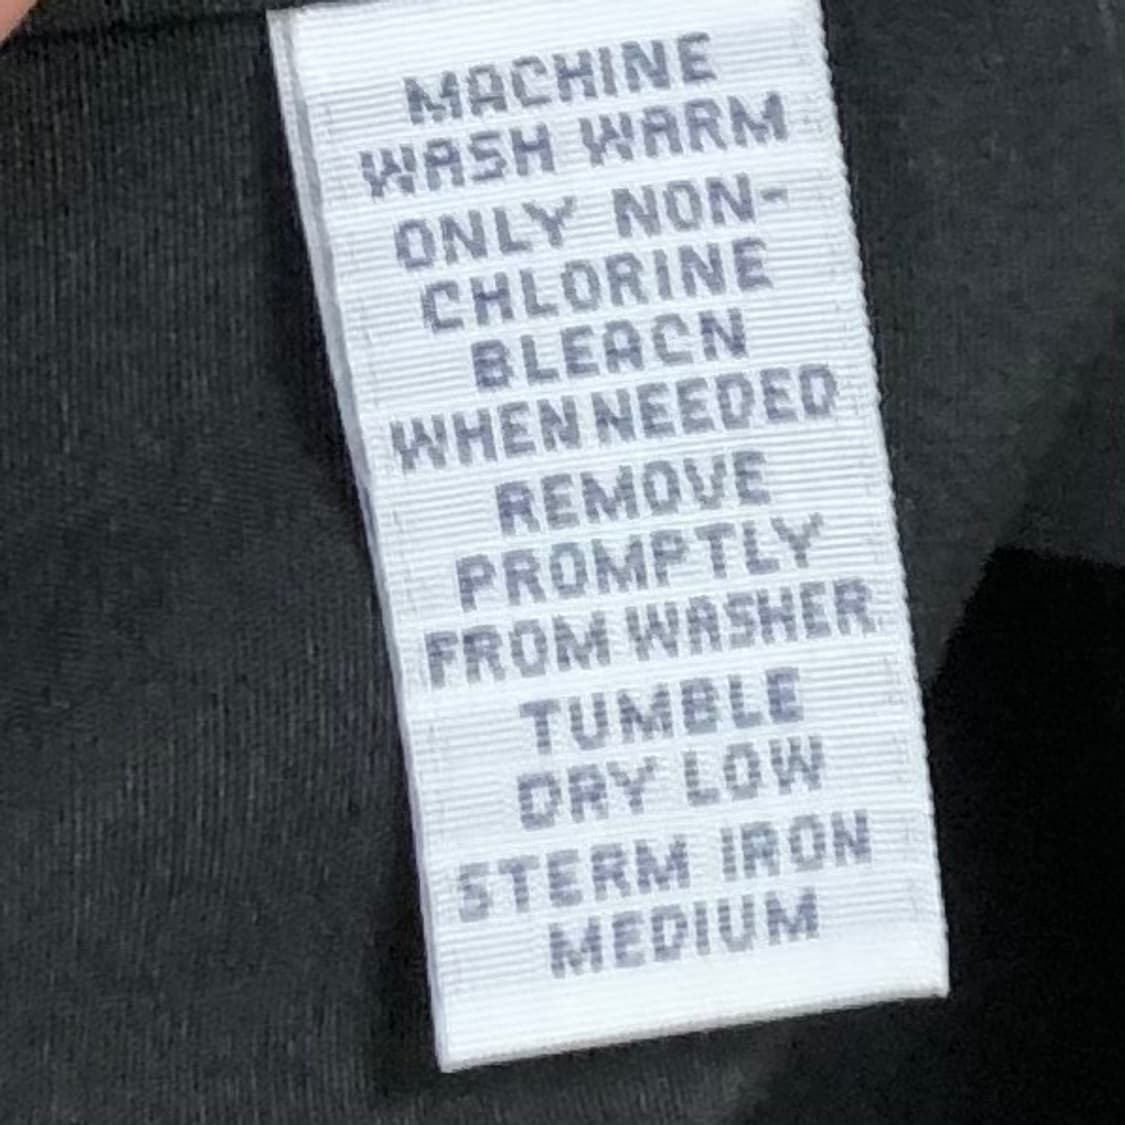 MACHINE
WASH WARM
ONLY NON-
CHLORINE
BLEACN
WHEN NEEDED
REMOVE
PROMPTLY
FROM WASHER
TUMBLE
DRY LOW
STERM IRON
MEDIUM